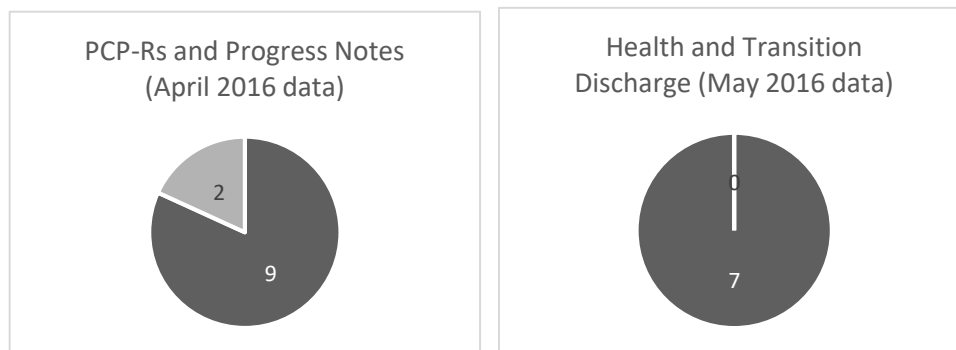 PCP-Rs and Progress Notes
(April 2016 data)
2
9
Health and Transition
Discharge (May 2016 data)
0
7